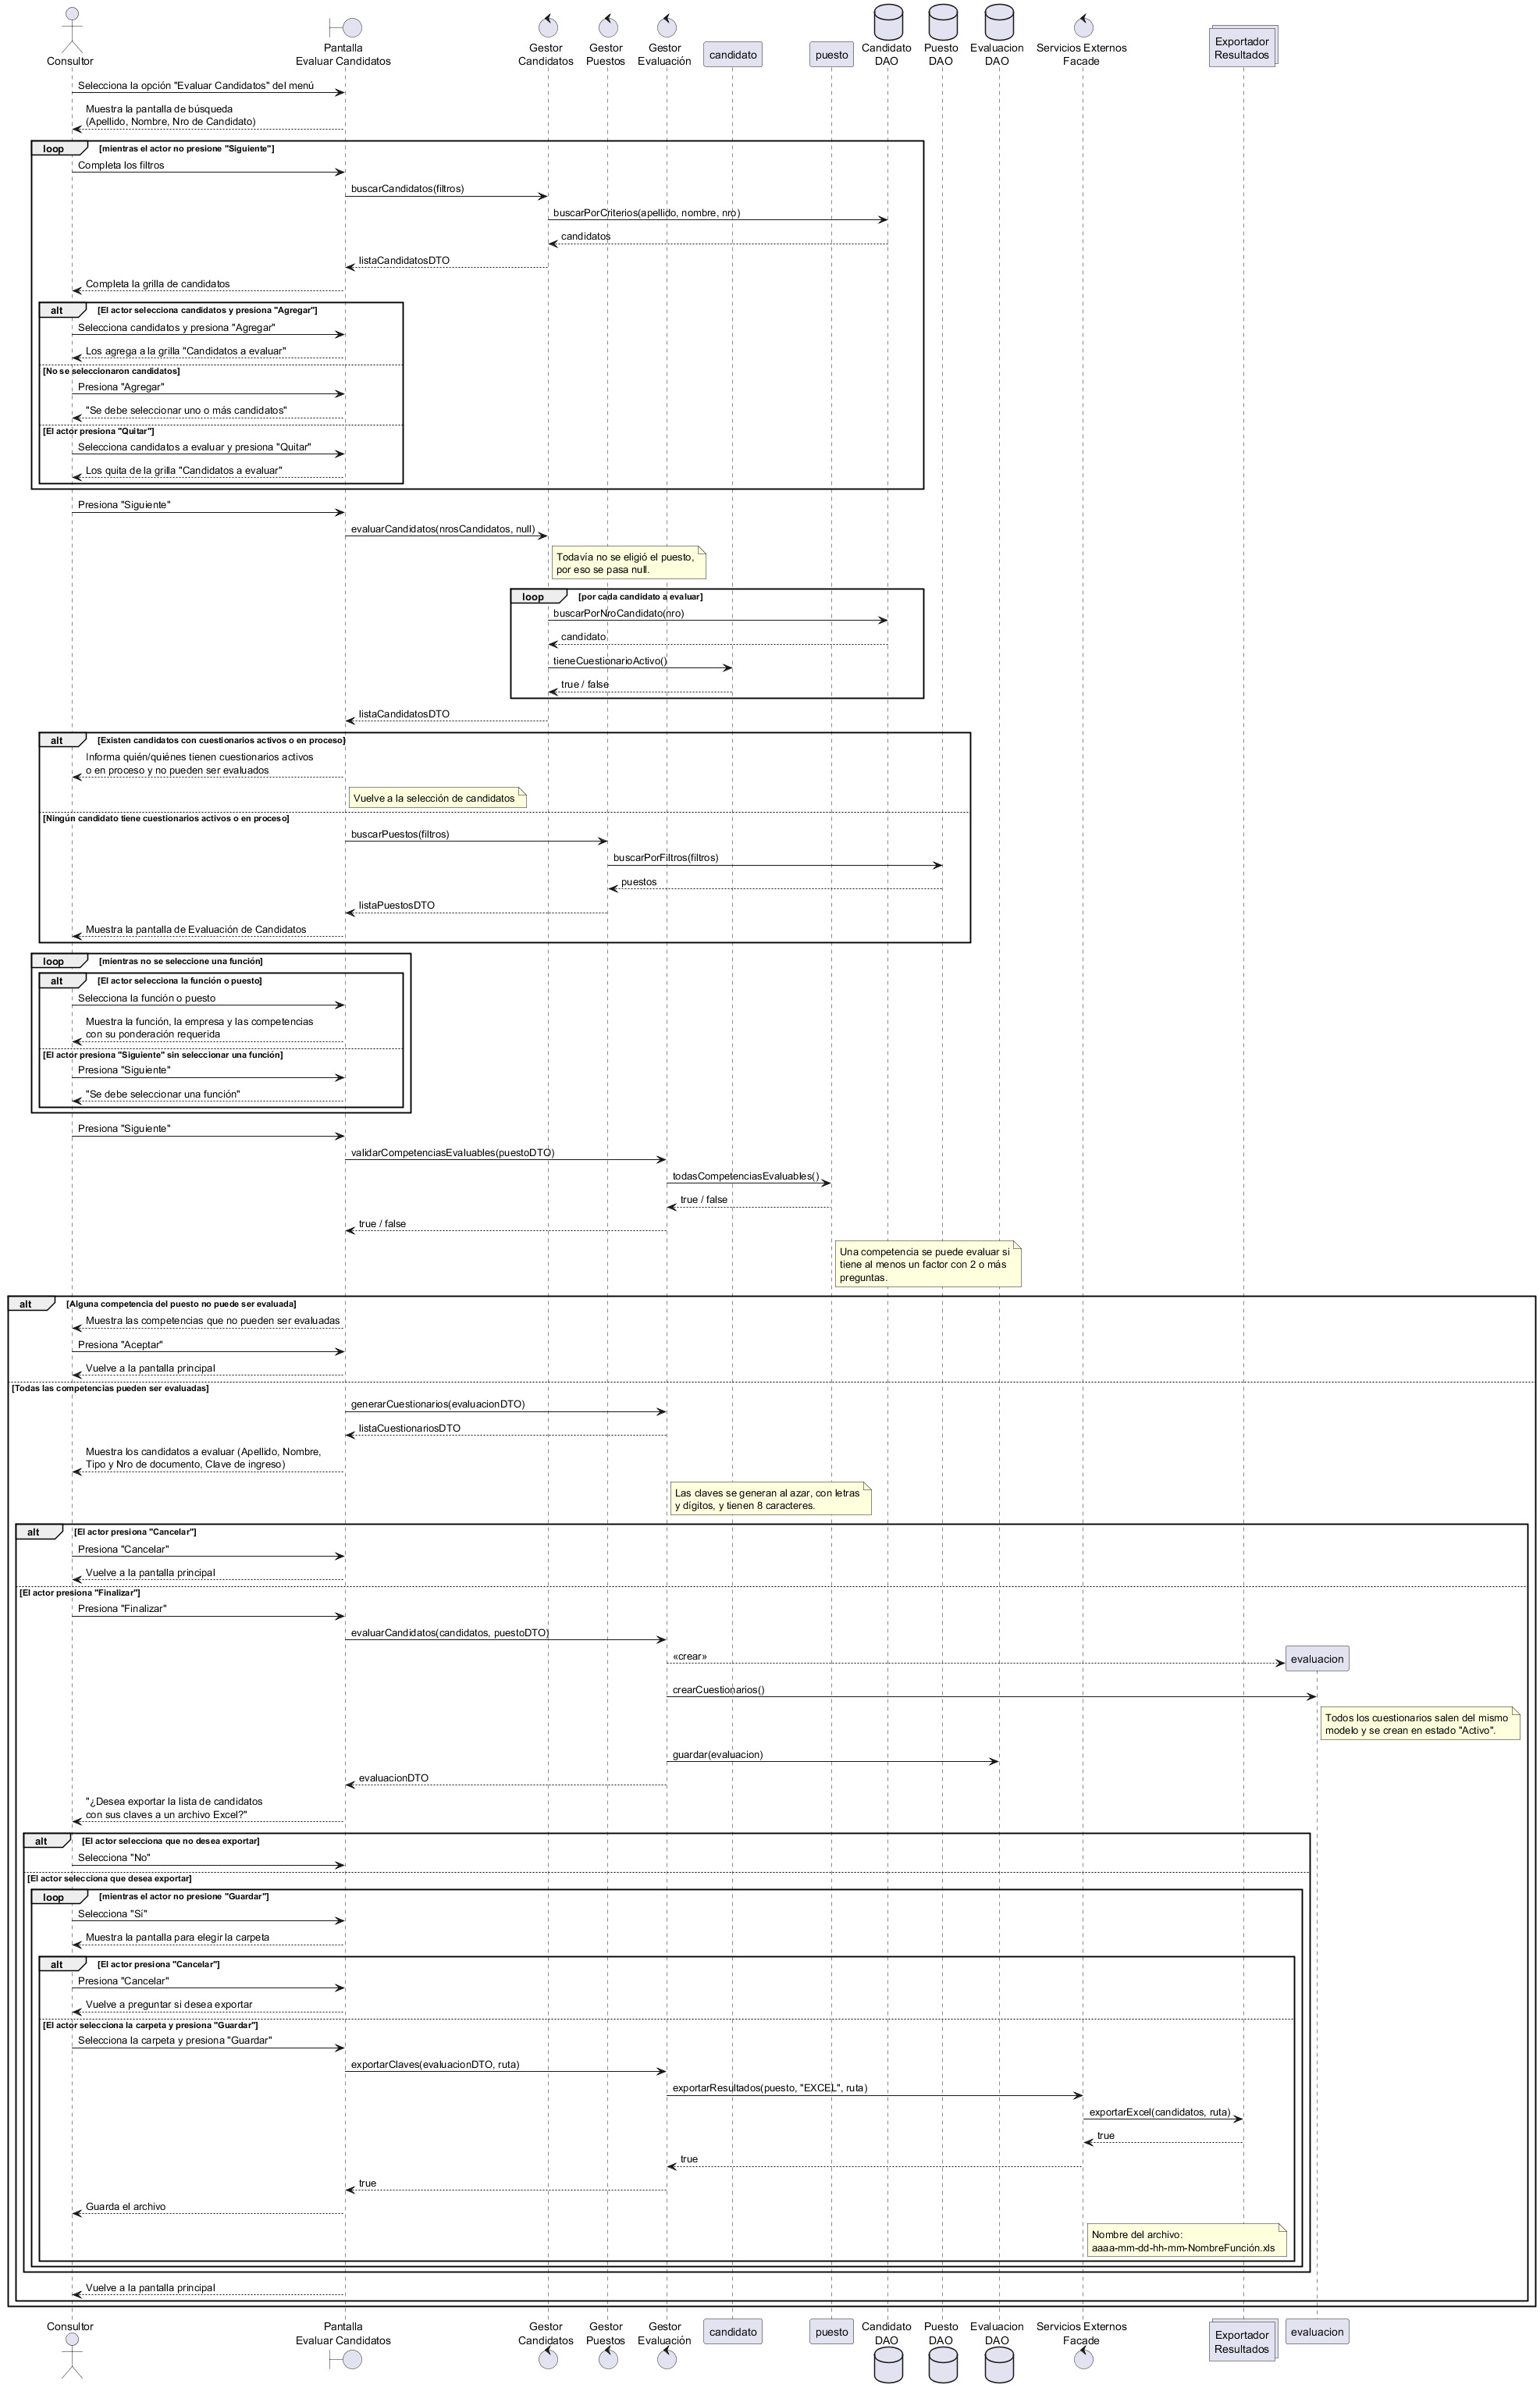 Consultor
Pantalla
Evaluar Candidatos
Gestor
Candidatos
Gestor
Puestos
Gestor
Evaluación
candidato
puesto
Candidato
DAO
Puesto
DAO
Evaluacion
DAO
Servicios Externos
Facade
Exportador
Resultados
Selecciona la opción "Evaluar Candidatos" del menú
Muestra la pantalla de búsqueda
(Apellido, Nombre, Nro de Candidato)
loop [mientras el actor no presione "Siguiente"]
Completa los filtros
buscarCandidatos(filtros)
buscarPorCriterios(apellido, nombre, nro)
candidatos
listaCandidatosDTO
Completa la grilla de candidatos
alt [El actor selecciona candidatos y presiona "Agregar"]
Selecciona candidatos y presiona "Agregar"
Los agrega a la grilla "Candidatos a evaluar"
[No se seleccionaron candidatos]
Presiona "Agregar"
"Se debe seleccionar uno o más candidatos"
[El actor presiona "Quitar"]
Selecciona candidatos a evaluar y presiona "Quitar"
Los quita de la grilla "Candidatos a evaluar"
Presiona "Siguiente"
evaluarCandidatos(nrosCandidatos, null)
Todavía no se eligió el puesto,
por eso se pasa null.
loop [por cada candidato a evaluar]
buscarPorNroCandidato(nro)
candidato
tieneCuestionarioActivo()
true / false
listaCandidatosDTO
alt [Existen candidatos con cuestionarios activos o en proceso]
Informa quién/quiénes tienen cuestionarios activos
o en proceso y no pueden ser evaluados
Vuelve a la selección de candidatos
[Ningún candidato tiene cuestionarios activos o en proceso]
buscarPuestos(filtros)
buscarPorFiltros(filtros)
puestos
listaPuestosDTO
Muestra la pantalla de Evaluación de Candidatos
loop [mientras no se seleccione una función]
alt [El actor selecciona la función o puesto]
Selecciona la función o puesto
Muestra la función, la empresa y las competencias
con su ponderación requerida
[El actor presiona "Siguiente" sin seleccionar una función]
Presiona "Siguiente"
"Se debe seleccionar una función"
Presiona "Siguiente"
validarCompetenciasEvaluables(puestoDTO)
todasCompetenciasEvaluables()
true / false
true / false
Una competencia se puede evaluar si
tiene al menos un factor con 2 o más
preguntas.
alt [Alguna competencia del puesto no puede ser evaluada]
Muestra las competencias que no pueden ser evaluadas
Presiona "Aceptar"
Vuelve a la pantalla principal
[Todas las competencias pueden ser evaluadas]
generarCuestionarios(evaluacionDTO)
listaCuestionariosDTO
Muestra los candidatos a evaluar (Apellido, Nombre,
Tipo y Nro de documento, Clave de ingreso)
Las claves se generan al azar, con letras
y dígitos, y tienen 8 caracteres.
alt [El actor presiona "Cancelar"]
Presiona "Cancelar"
Vuelve a la pantalla principal
[El actor presiona "Finalizar"]
Presiona "Finalizar"
evaluarCandidatos(candidatos, puestoDTO)
«crear»
evaluacion
crearCuestionarios()
Todos los cuestionarios salen del mismo
modelo y se crean en estado "Activo".
guardar(evaluacion)
evaluacionDTO
"¿Desea exportar la lista de candidatos
con sus claves a un archivo Excel?"
alt [El actor selecciona que no desea exportar]
Selecciona "No"
[El actor selecciona que desea exportar]
loop [mientras el actor no presione "Guardar"]
Selecciona "Sí"
Muestra la pantalla para elegir la carpeta
alt [El actor presiona "Cancelar"]
Presiona "Cancelar"
Vuelve a preguntar si desea exportar
[El actor selecciona la carpeta y presiona "Guardar"]
Selecciona la carpeta y presiona "Guardar"
exportarClaves(evaluacionDTO, ruta)
exportarResultados(puesto, "EXCEL", ruta)
exportarExcel(candidatos, ruta)
true
true
true
Guarda el archivo
Nombre del archivo:
aaaa-mm-dd-hh-mm-NombreFunción.xls
Vuelve a la pantalla principal
Consultor
Pantalla
Evaluar Candidatos
Gestor
Candidatos
Gestor
Puestos
Gestor
Evaluación
candidato
puesto
Candidato
DAO
Puesto
DAO
Evaluacion
DAO
Servicios Externos
Facade
Exportador
Resultados
evaluacion